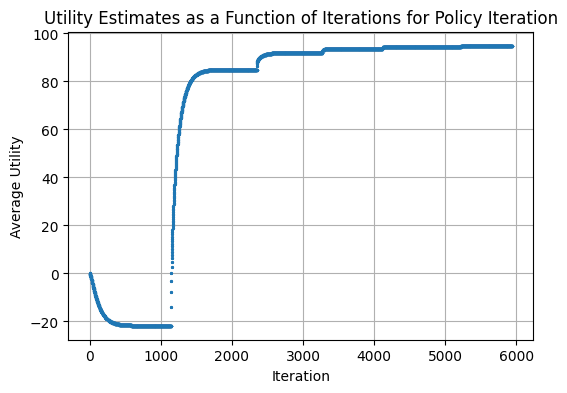 Utility Estimates as a Function of Iterations for Policy Iteration
100
80
60
40
20
0
−20
Average Utility
0 1000 2000 3000 4000 5000 6000
Iteration